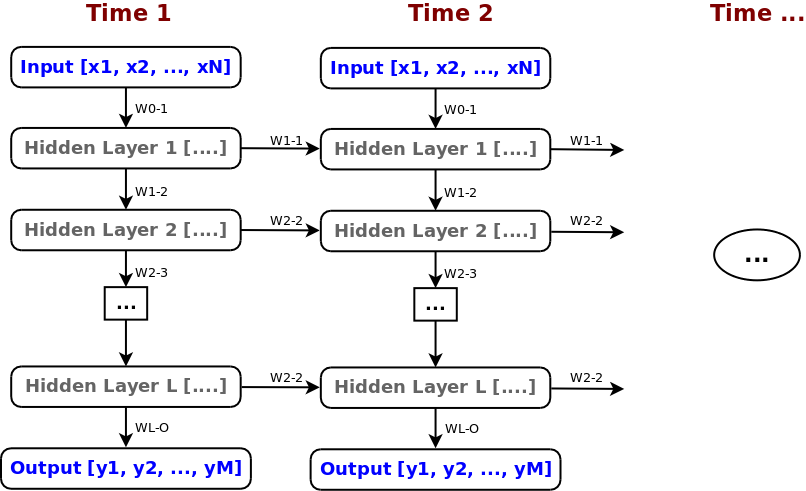 Time 1 Time 2 Time ...
Input [x1, x2, ..., xN] Input [x1, x2, ..., xN]
W0-1 W0-1
Hidden Layer 1 [....] W1-1 Hidden Layer 1 [....] W1-1
W1-2 W1-2
Hidden Layer 2 [....] W2-2 Hidden Layer 2 [....] W2-2
...
W2-3 W2-3
... ...
Hidden Layer L [....] W2-2 Hidden Layer L [....] W2-2
WL-O WL-O
Output [y1, y2, ..., yM] Output [y1, y2, ..., yM]